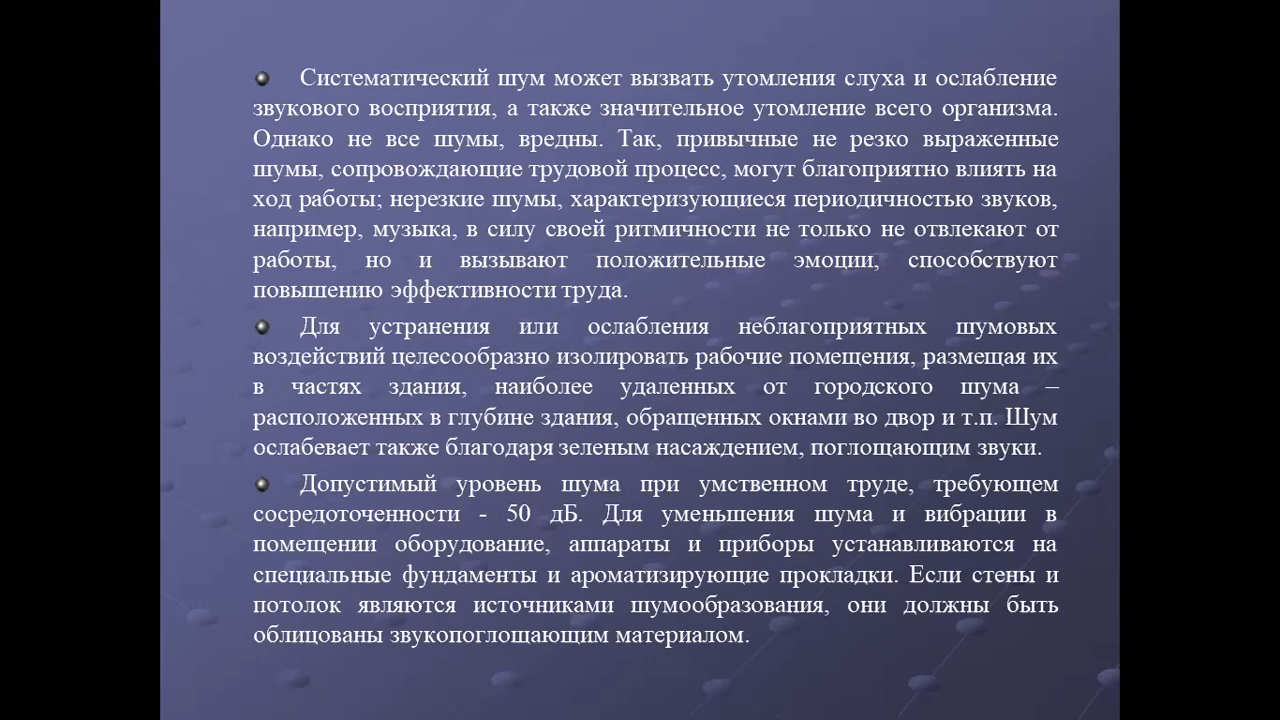 Систематический шум может вызвать утомления слуха и ослабление
звукового восприятия, а также значительное утомление всего организма.
Однако не все шумы, вредны. Так, привычные не резко выраженные
шумы, сопровождающие трудовой процесс, могут благоприятно влиять на
ход работы; нерезкие шумы, характеризующиеся периодичностью звуков,
например, музыка, в силу своей ритмичности не только не отвлекают от
работы, но и вызывают положительные эмоции, способствуют
повышению эффективности труда.
Для устранения или ослабления неблагоприятных шумовых
воздействий целесообразно изолировать рабочие помещения, размещая их
в частях здания, наиболее удаленных от городского шума –
расположенных в глубине здания, обращенных окнами во двор и т.п. Шум
ослабевает также благодаря зеленым насаждением, поглощающим звуки.
Допустимый уровень шума при умственном труде, требующем
сосредоточенности - 50 дБ. Для уменьшения шума и вибрации в
помещении оборудование, аппараты и приборы устанавливаются на
специальные фундаменты и ароматизирующие прокладки. Если стены и
потолок являются источниками шумообразования, они должны быть
облицованы звукопоглощающим материалом.